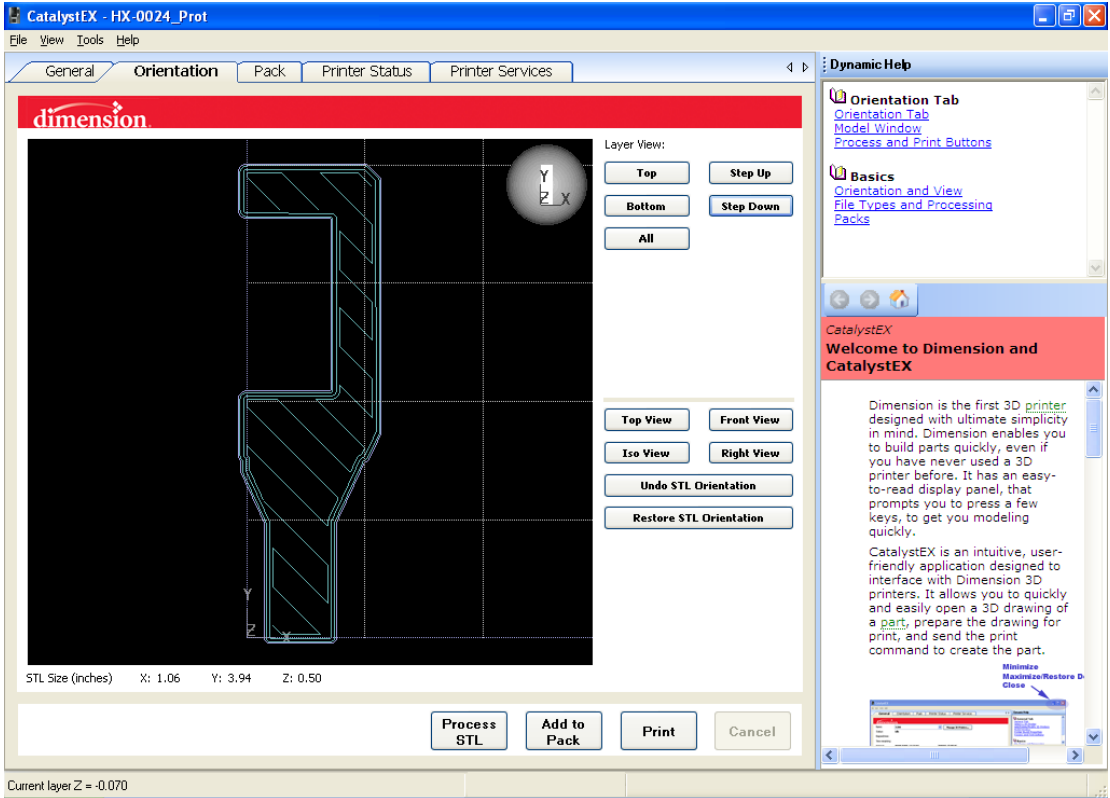 CatalystEX - HX-0024_Prot
File View Tools Help
General Orientation Pack Printer Status Printer Services
dimension
Layer View:
Top Step Up
Bottom Step Down
All
Y
Z X
Top View Front View
Iso View Right View
Undo STL Orientation
Restore STL Orientation
Y
Z X
STL Size (inches) X: 1.06 Y: 3.94 Z: 0.50
Process STL
Add to Pack
Print
Cancel
Current layer Z = -0.070
Dynamic Help
Orientation Tab
Orientation Tab
Model Window
Process and Print Buttons
Basics
Orientation and View
File Types and Processing
Packs
CatalystEX
Welcome to Dimension and
CatalystEX
Dimension is the first 3D printer
designed with ultimate simplicity
in mind. Dimension enables you
to build parts quickly, even if
you have never used a 3D
printer before. It has an easy-
to-read display panel, that
prompts you to press a few
keys, to get you modeling
quickly.
CatalystEX is an intuitive, user-
friendly application designed to
interface with Dimension 3D
printers. It allows you to quickly
and easily open a 3D drawing of
a part, prepare the drawing for
print, and send the print
command to create the part.
Minimize
Maximize/Restore D
Close